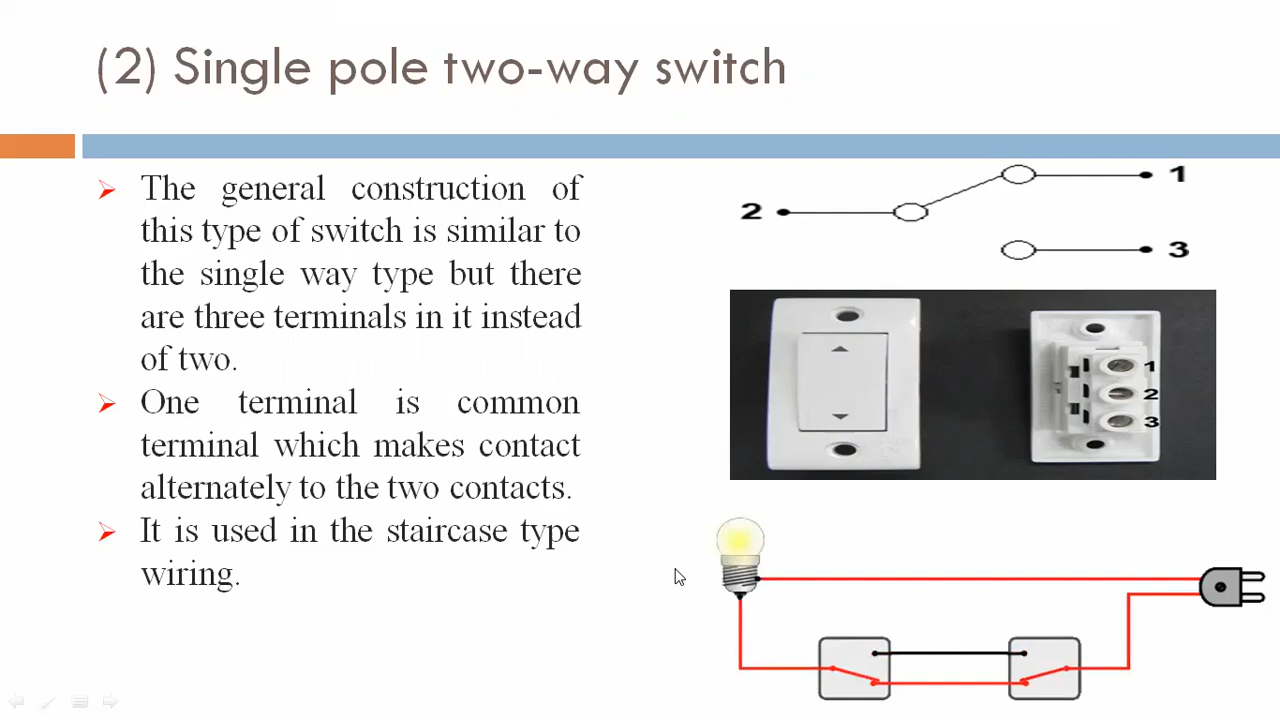 (2) Single pole two-way switch
The general construction of
this type of switch is similar to
the single way type but there
are three terminals in it instead
of two.
One terminal is common
terminal which makes contact
alternately to the two contacts.
It is used in the staircase type
wiring.
1
2
3
1
2
3